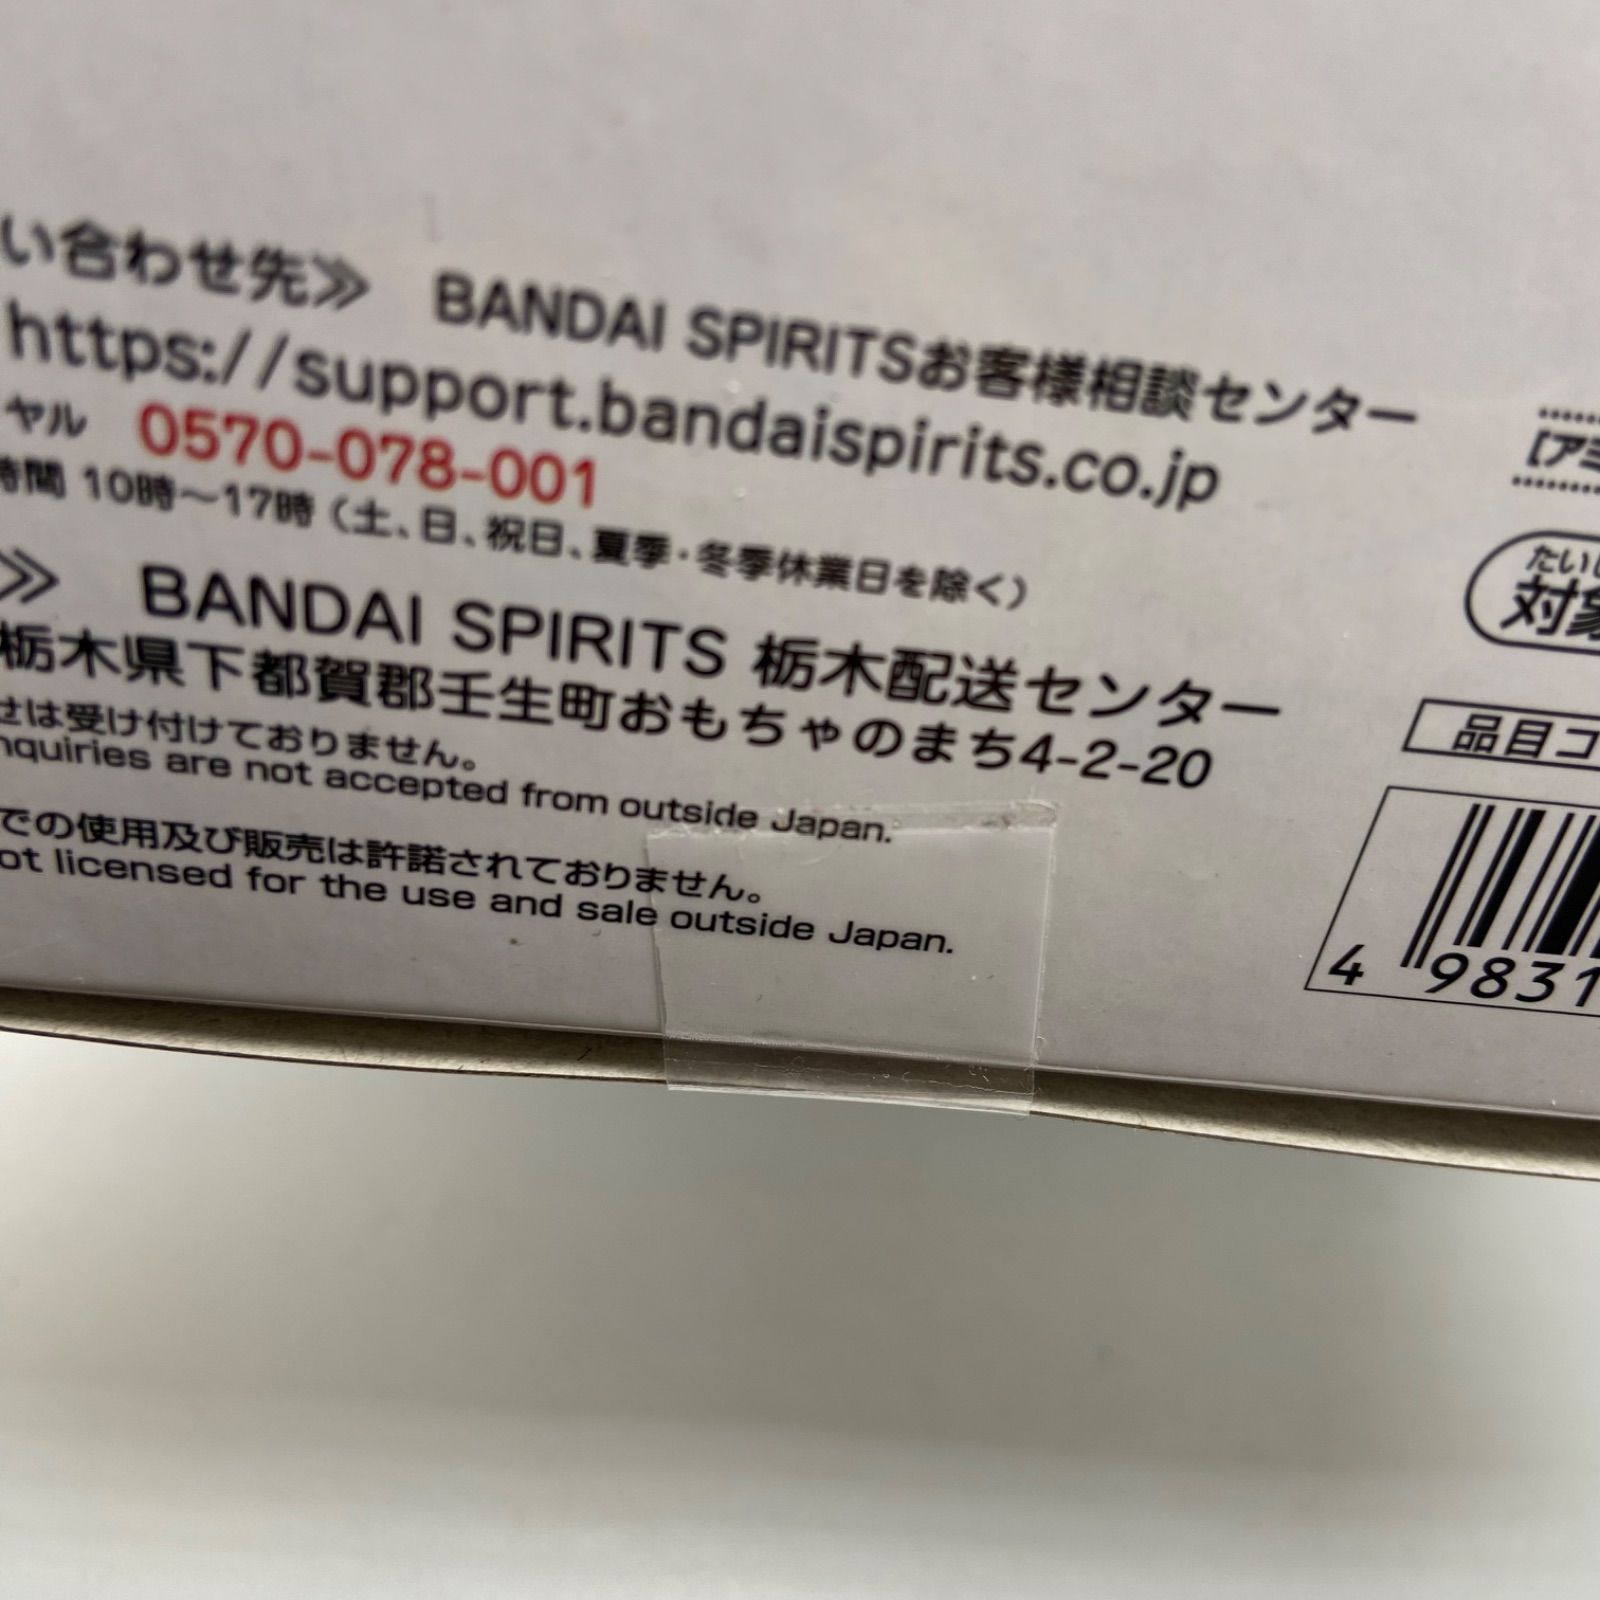 い合わせ先≫ BANDAI SPIRITSお客様相談センター
https://support.bandaispirits.co.jp
ヤル 0570-078-001
時間 10時～17時（土、日、祝日、夏季・冬季休業日を除く）
≫ BANDAI SPIRITS 栃木配送センター
栃木県下都賀郡壬生町おもちゃのまち4-2-20
せは受け付けておりません。
nquiries are not accepted from outside Japan.
での使用及び販売は許諾されておりません。
ot licensed for the use and sale outside Japan.
【アミ
たいし
対象
品目コ
4 9831